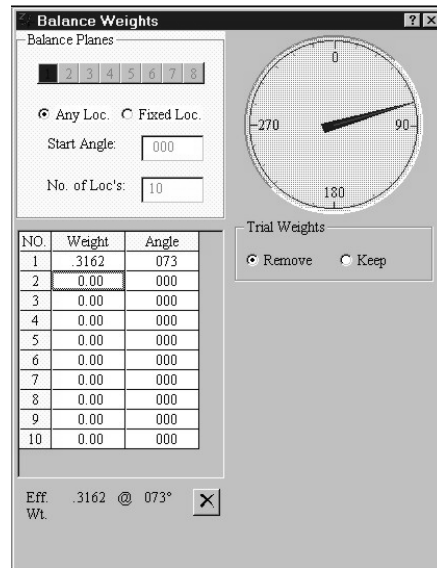 Balance Weights
Balance Planes
1 2 3 4 5 6 7 8
Any Loc. Fixed Loc.
Start Angle: 000
No. of Loc's: 10
0
90
180
270
Trial Weights
Remove Keep
NO. Weight Angle
1 .3162 073
2 0.00 000
3 0.00 000
4 0.00 000
5 0.00 000
6 0.00 000
7 0.00 000
8 0.00 000
9 0.00 000
10 0.00 000
Eff. .3162 @ 073°
Wt.